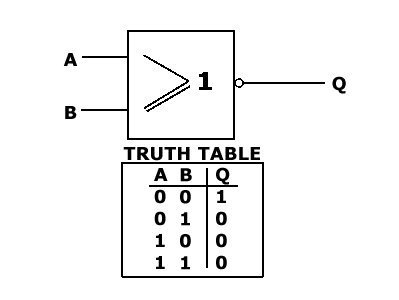 A
≥ 1
Q
B
TRUTH TABLE
A B Q
0 0 1
0 1 0
1 0 0
1 1 0